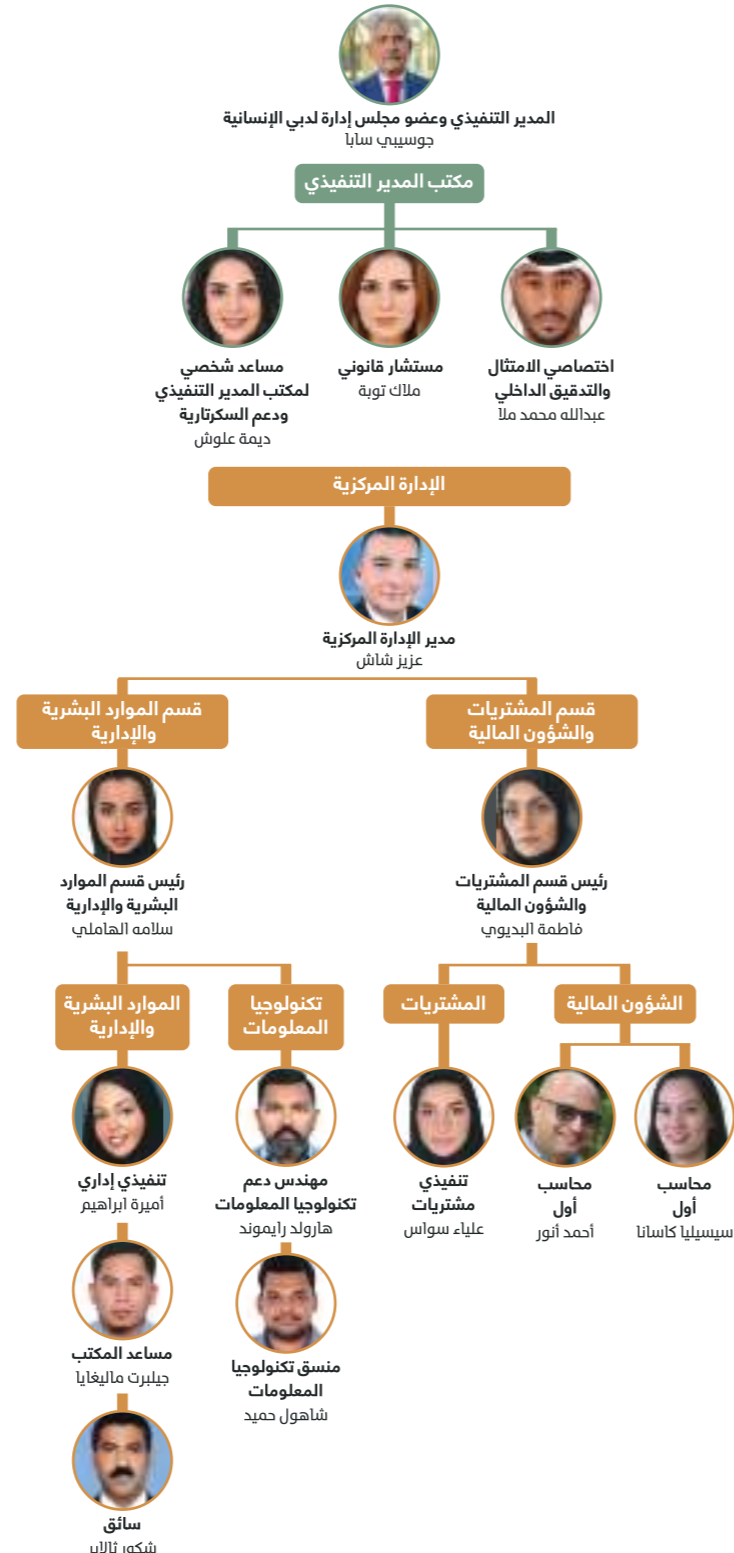 المدير التنفيذي وعضو مجلس إدارة لدبي الإنسانية
جوسيبي سابا
مكتب المدير التنفيذي
اختصاصي الامتثال
والتدقيق الداخلي
عبدالله محمد ملا
مستشار قانوني
ملاك توبة
مساعد شخصي
لمكتب المدير التنفيذي
ودعم السكرتارية
ديمة علوش
الإدارة المركزية
مدير الإدارة المركزية
عزيز شاش
قسم المشتريات
والشؤون المالية
رئيس قسم المشتريات
والشؤون المالية
فاطمة البديوي
قسم الموارد البشرية
والإدارية
رئيس قسم الموارد
البشرية والإدارية
سلامه الهاملي
الشؤون المالية
محاسب
أول
سيسيليا كاسانا
محاسب
أول
أحمد أنور
المشتريات
تنفيذي
مشتريات
علياء سواس
تكنولوجيا
المعلومات
مهندس دعم
تكنولوجيا المعلومات
هارولد رايموند
منسق تكنولوجيا
المعلومات
شاهول حميد
الموارد البشرية
والإدارية
تنفيذي إداري
أميرة ابراهيم
مساعد المكتب
جيلبرت ماليغايا
سائق
شكور ثالاير